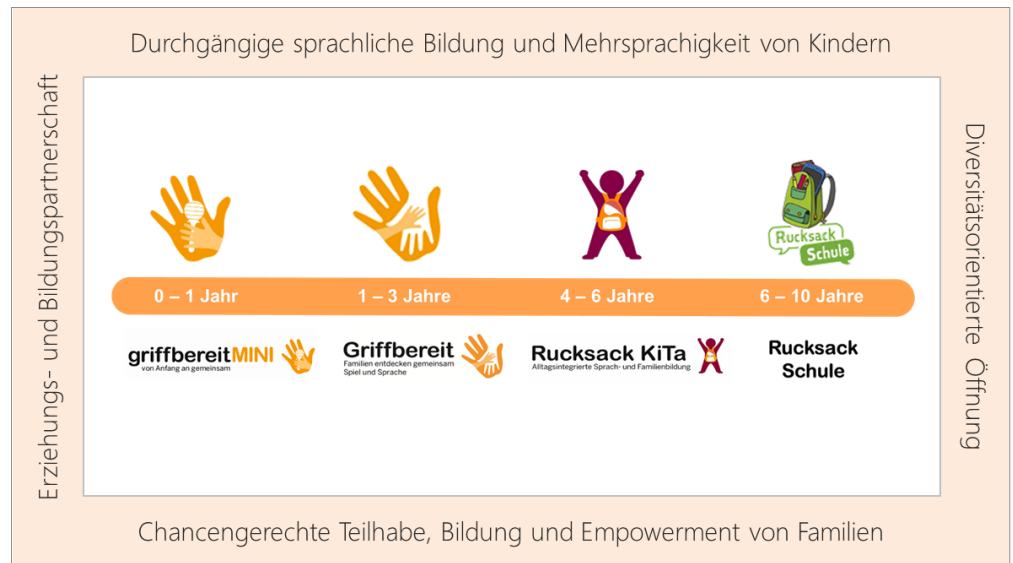 Durchgängige sprachliche Bildung und Mehrsprachigkeit von Kindern
Erziehungs- und Bildungspartnerschaft
Diversitätsorientierte Öffnung
Rucksack
Schule
0 – 1 Jahr
1 – 3 Jahre
4 – 6 Jahre
6 – 10 Jahre
griffbereitMINI
von Anfang an gemeinsam
Griffbereit
Familien entdecken gemeinsam
Spiel und Sprache
Rucksack KiTa
Alltagsintegrierte Sprach- und Familienbildung
Rucksack
Schule
Chancengerechte Teilhabe, Bildung und Empowerment von Familien